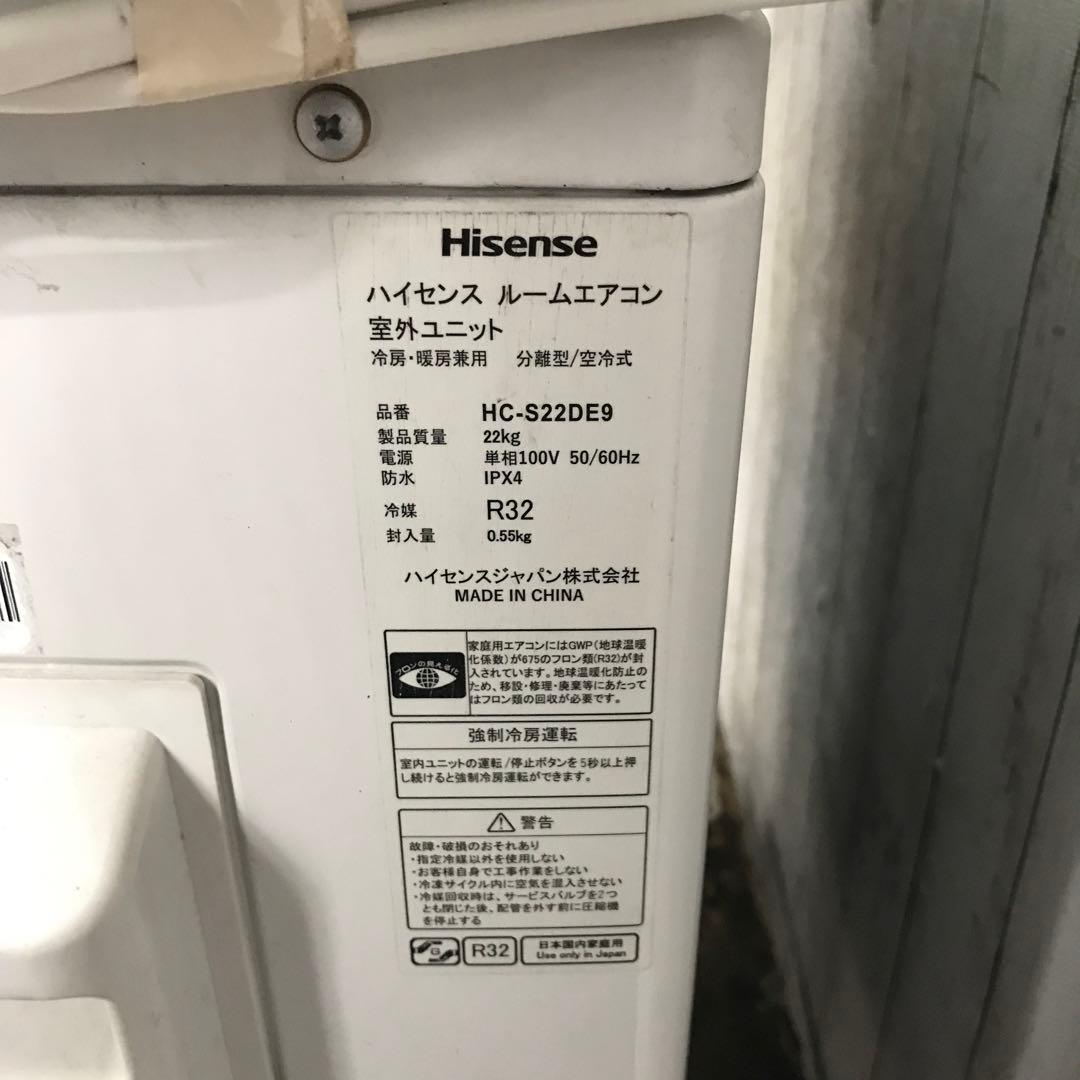 Hisense
ハイセンス ルームエアコン
室外ユニット
冷房・暖房兼用 分離型/空冷式
品番 HC-S22DE9
製品質量 22kg
電源 単相100V 50/60Hz
防水 IPX4
冷媒 R32
封入量 0.55kg
ハイセンスジャパン株式会社
MADE IN CHINA
フロンの見える化
家庭用エアコンにはGWP(地球温暖
化係数)が675のフロン類(R32)が封
入されています。地球温暖化防止の
ため、移設・修理・廃棄等にあたって
はフロン類の回収が必要です。
強制冷房運転
室内ユニットの運転/停止ボタンを5秒以上押
し続けると強制冷房運転ができます。
警告
故障・破損のおそれあり
・指定冷媒以外を使用しない
・お客様自身で工事作業をしない
・冷凍サイクル内に空気を混入させない
・冷媒回収時は、サービスバルブを2つ
とも閉じた後、配管を外す前に圧縮機
を停止する
G R32 日本国内家庭用
Use only in Japan